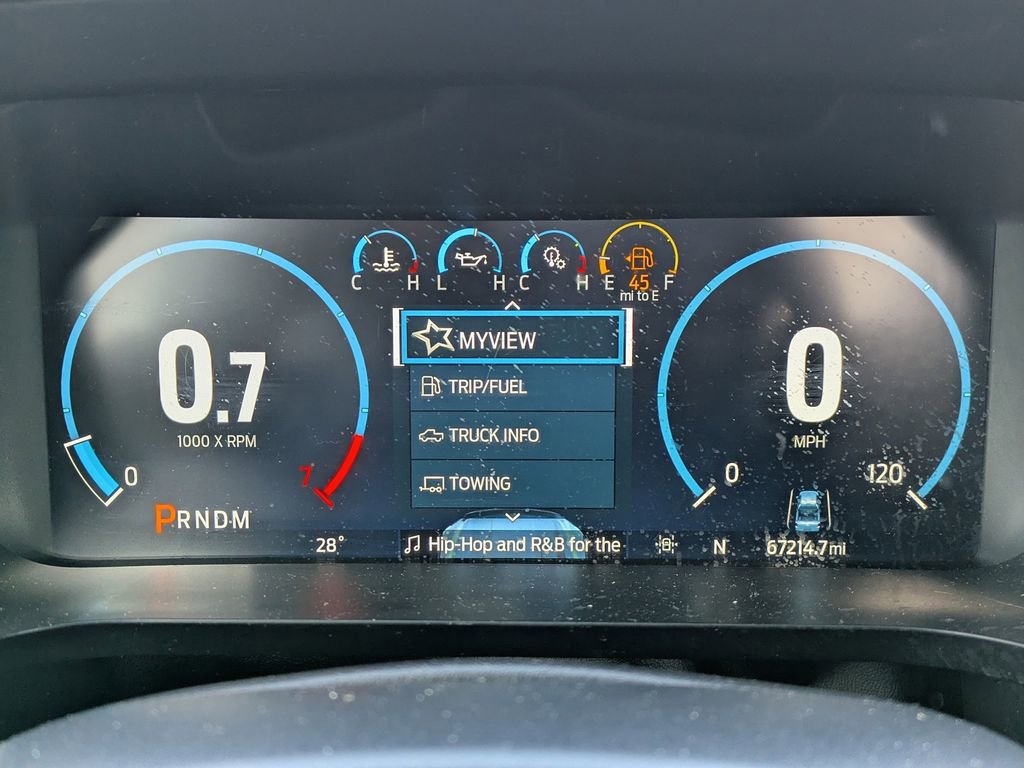 C H L H C H E 45 F
mi to E
MYVIEW
0.7
1000 X RPM
0
MPH
TRIP/FUEL
TRUCK INFO
TOWING
0
7
0
120
PRNDM
28°
Hip-Hop and R&B for the
N
67214.7mi